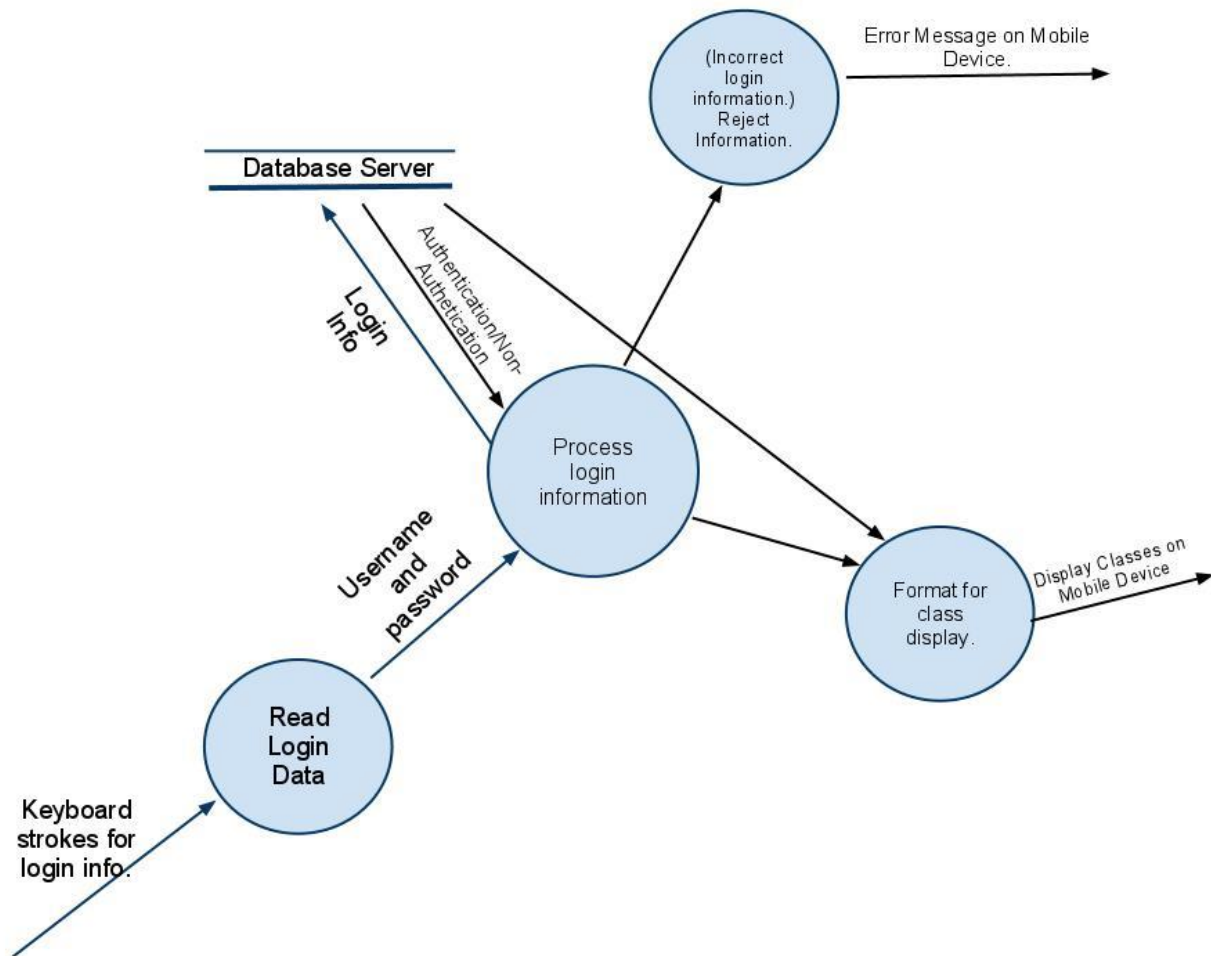 Error Message on Mobile
Device.
(Incorrect
login
information.)
Reject
Information.
Database Server
Authentication/Non-
Authetication
Login
Info
Process
login
information
Username
and
password
Format for
class
display.
Display Classes on
Mobile Device
Read
Login
Data
Keyboard
strokes for
login info.